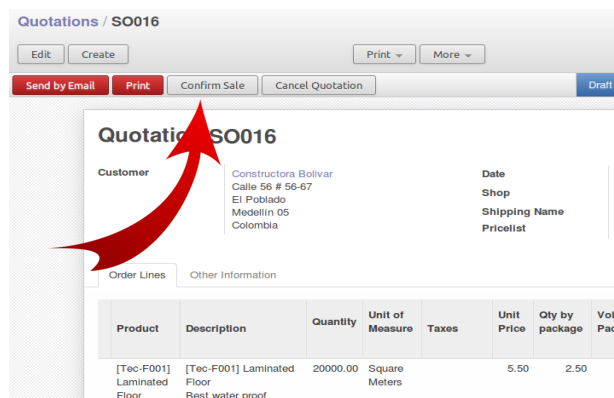 Quotations / SO016
Edit Create Print More
Send by Email Print Confirm Sale Cancel Quotation Draft
SO016
Customer Constructora Bolivar Date
Calle 56 # 56-67 Shop
El Poblado
Medellin 05 Shipping Name
Colombia Pricelist
Order Lines Other Information
Product Description Quantity Unit of Measure Taxes Unit Price Qty by package
[Tec-F001] [Tec-F001] Laminated 20000.00 Square 5.50 2.50
Laminated Floor Meters
Floor Best water proof